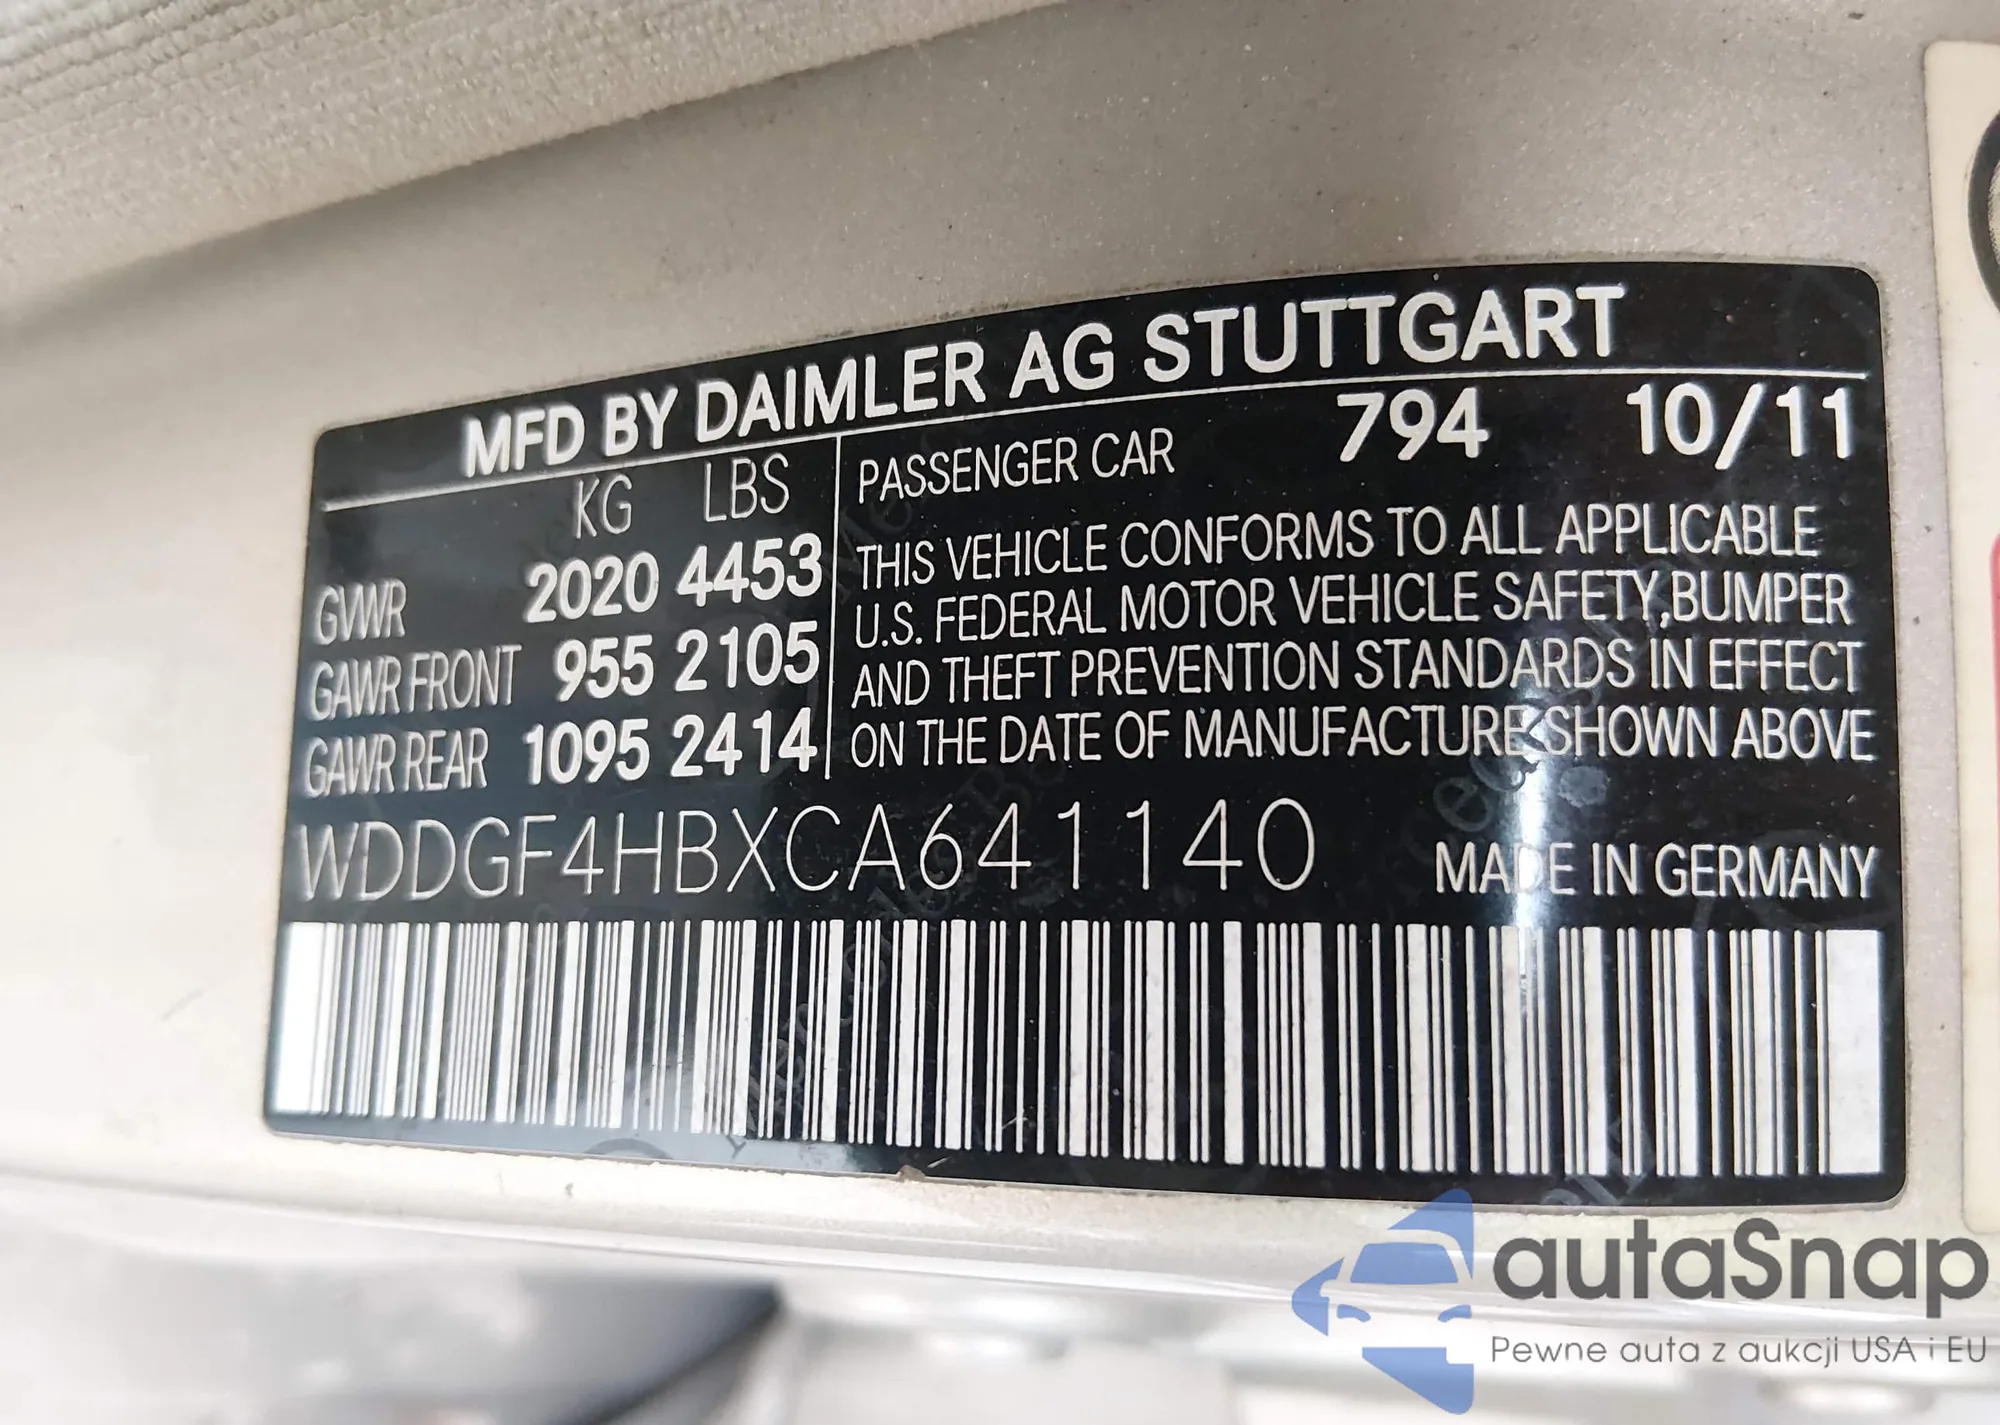 MFD BY DAIMLER AG STUTTGART
KG LBS
GVWR 2020 4453
GAWR FRONT 955 2105
GAWR REAR 1095 2414
PASSENGER CAR 794 10/11
THIS VEHICLE CONFORMS TO ALL APPLICABLE
U.S. FEDERAL MOTOR VEHICLE SAFETY,BUMPER
AND THEFT PREVENTION STANDARDS IN EFFECT
ON THE DATE OF MANUFACTURE SHOWN ABOVE
WDDGF4HBXCA641140
MADE IN GERMANY
autaSnap
Pewne auta z aukcji USA i EU